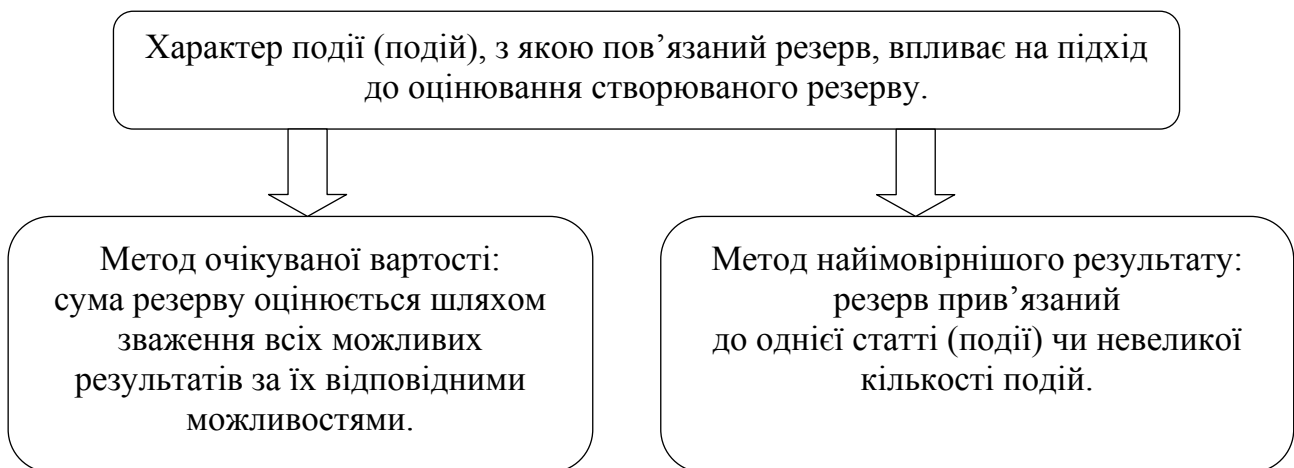 Характер події (подій), з якою пов’язаний резерв, впливає на підхід
до оцінювання створюваного резерву.
Метод очікуваної вартості:
сума резерву оцінюється шляхом
зваження всіх можливих
результатів за їх відповідними
можливостями.
Метод найімовірнішого результату:
резерв прив’язаний
до однієї статті (події) чи невеликої
кількості подій.